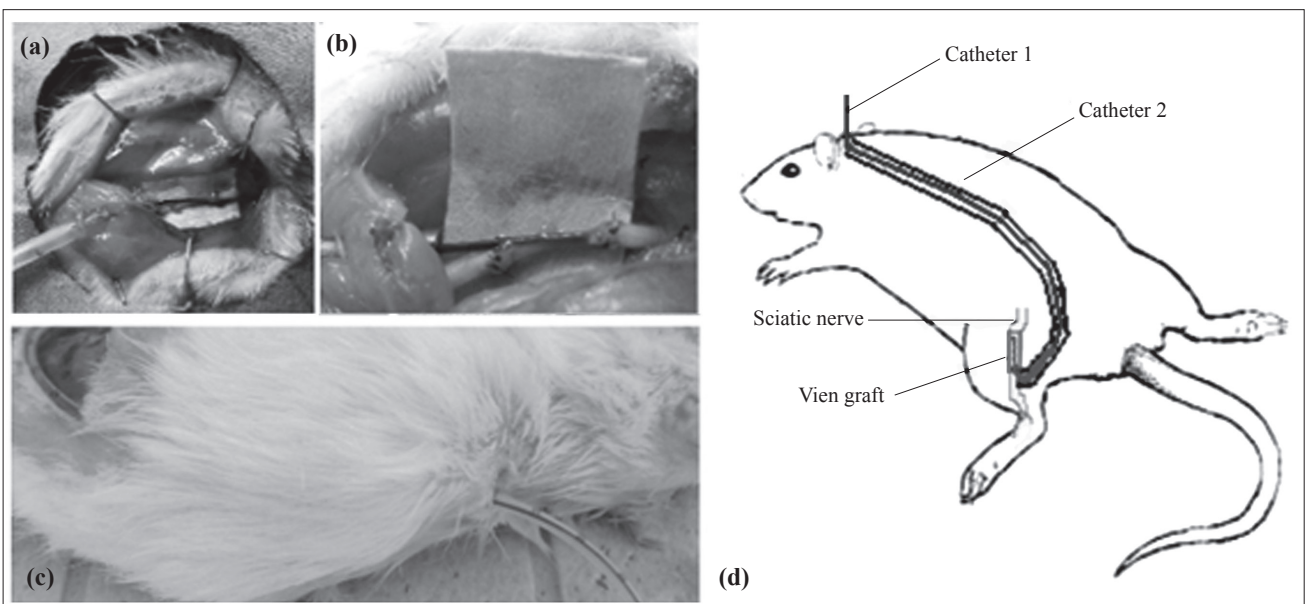 (a)
(b)
(c)
Catheter 1
Catheter 2
Sciatic nerve
Vien graft
(d)